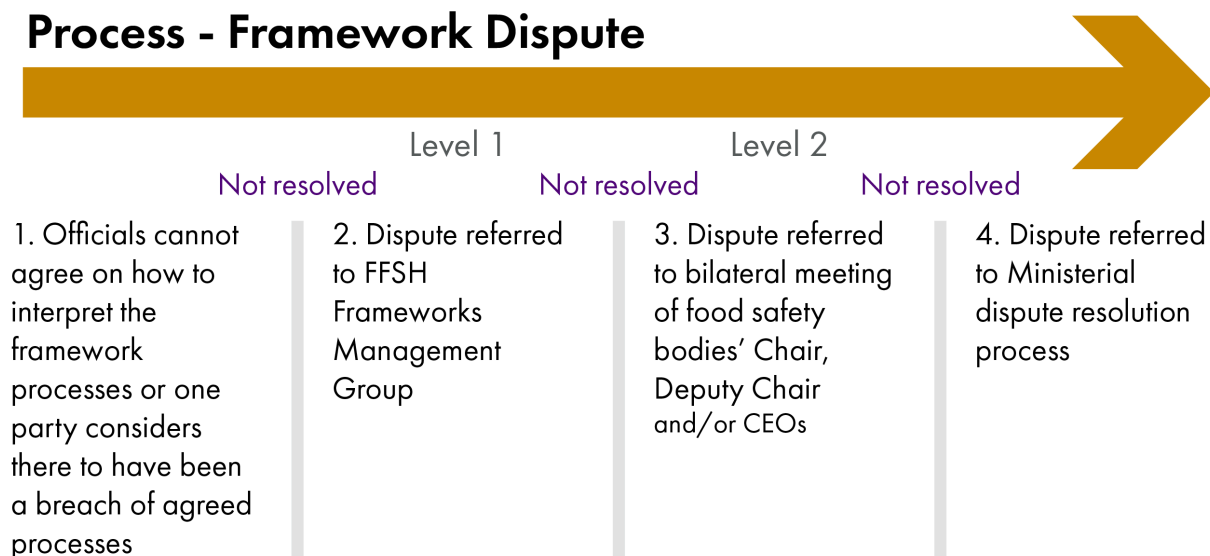 Process - Framework Dispute
Level 1
Level 2
Not resolved
Not resolved
Not resolved
1. Officials cannot
agree on how to
interpret the
framework
processes or one
party considers
there to have been
a breach of agreed
processes
2. Dispute referred
to FFSH
Frameworks
Management
Group
3. Dispute referred
to bilateral meeting
of food safety
bodies’ Chair,
Deputy Chair
and/or CEOs
4. Dispute referred
to Ministerial
dispute resolution
process